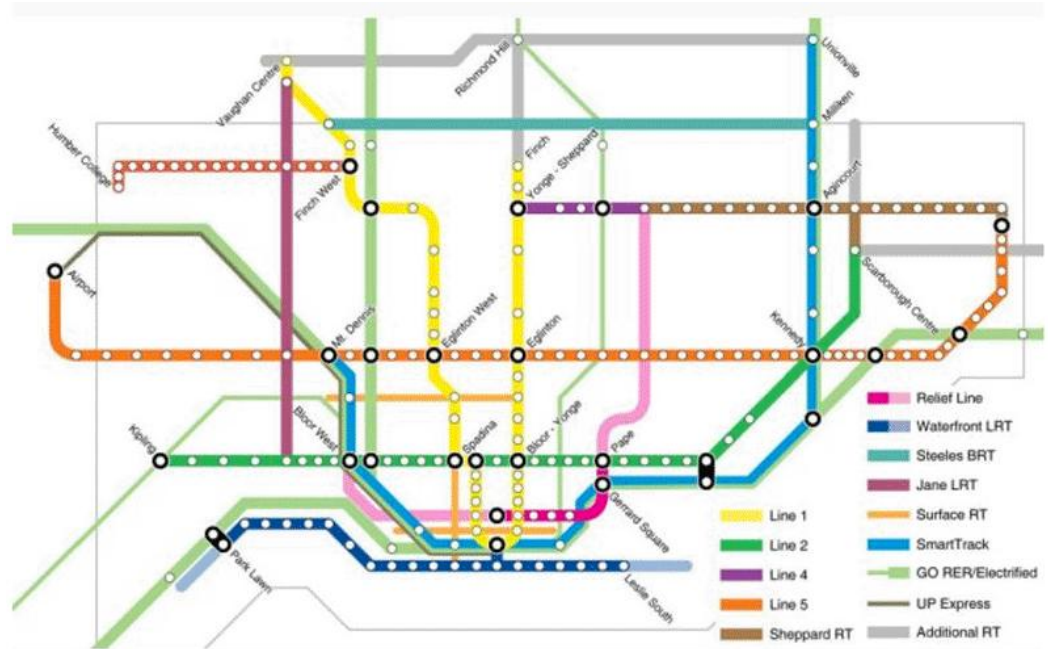 Unionville
Richmond Hill
Vaughan Centre
Milliken
Humber College
Finch
Yonge - Sheppard
Finch West
Agincourt
Airport
Scarborough Centre
Mt. Dennis
Eglinton West
Eglinton
Kennedy
Bloor West
Kipling
Spadina
Bloor - Yonge
Pape
Gerrard Square
Park Lawn
Leslie South
Relief Line
Waterfront LRT
Steeles BRT
Jane LRT
Line 1
Surface RT
Line 2
SmartTrack
Line 4
GO RER/Electrified
Line 5
UP Express
Sheppard RT
Additional RT